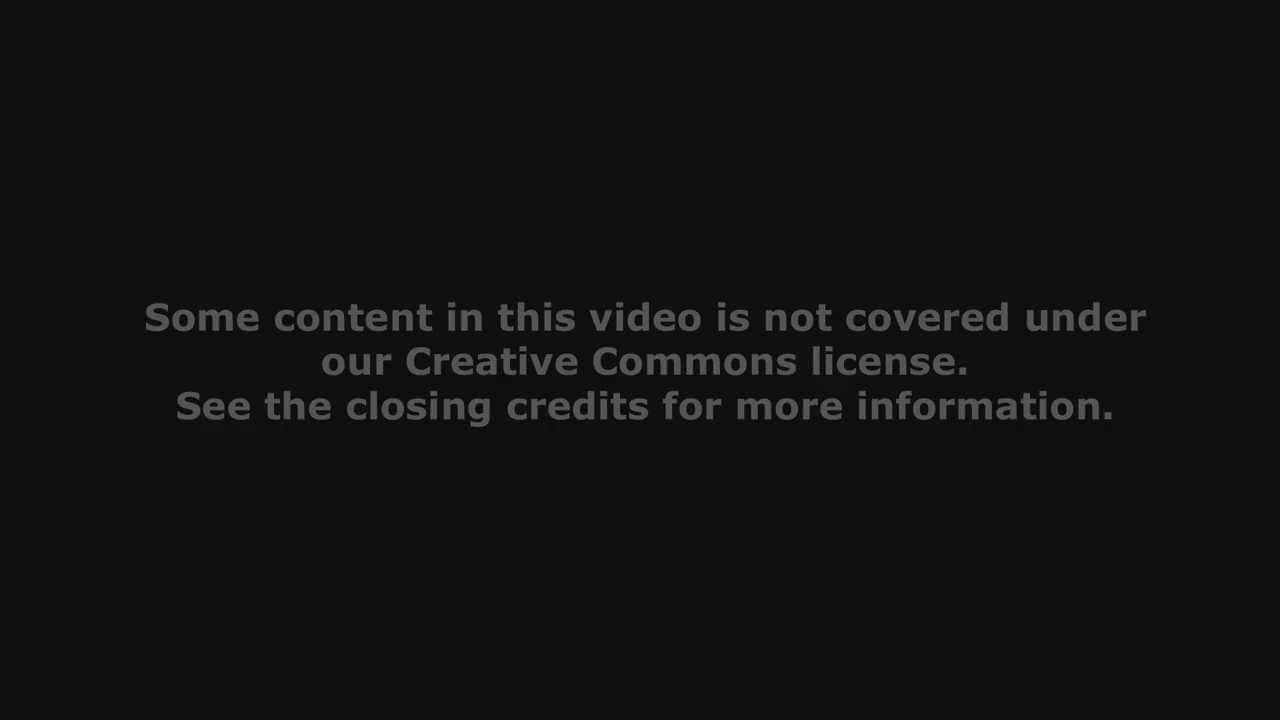 Some content in this video is not covered under
our Creative Commons license.
See the closing credits for more information.